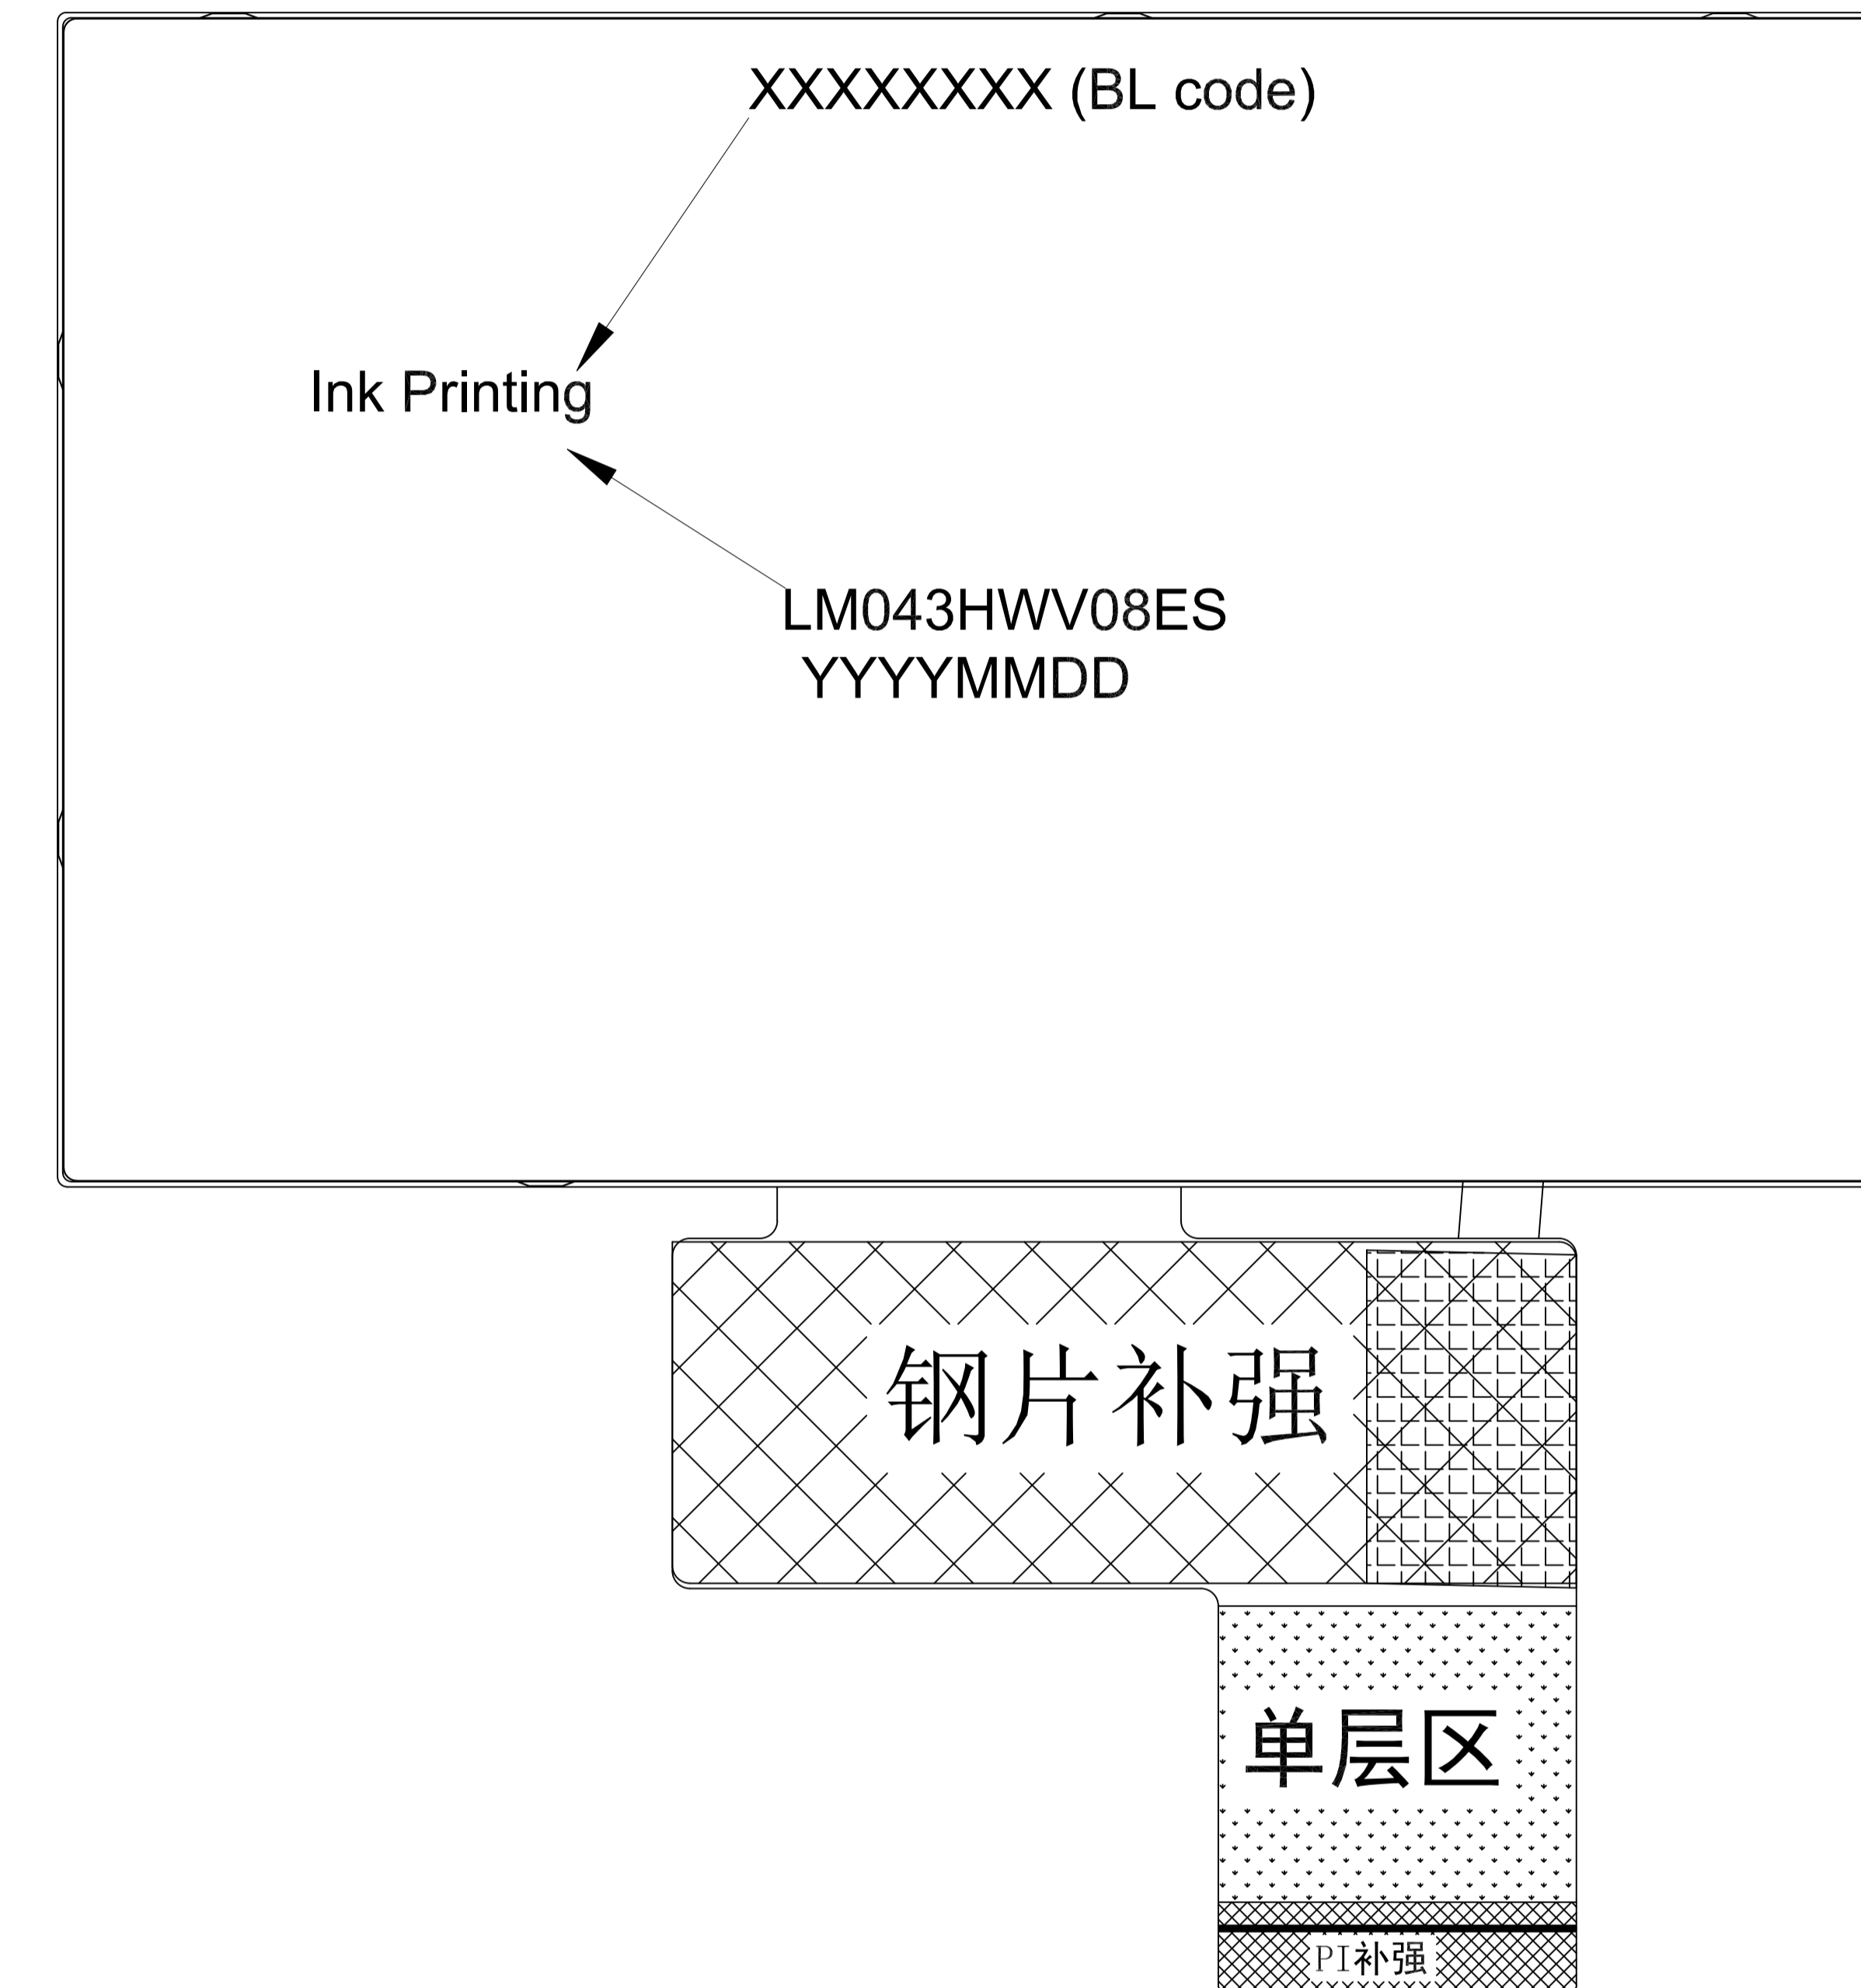 XXXXXXXX (BL code)
Ink Printing
LM043HWV08ES
YYYYMMDD
钢片补强
单层区
PI补强